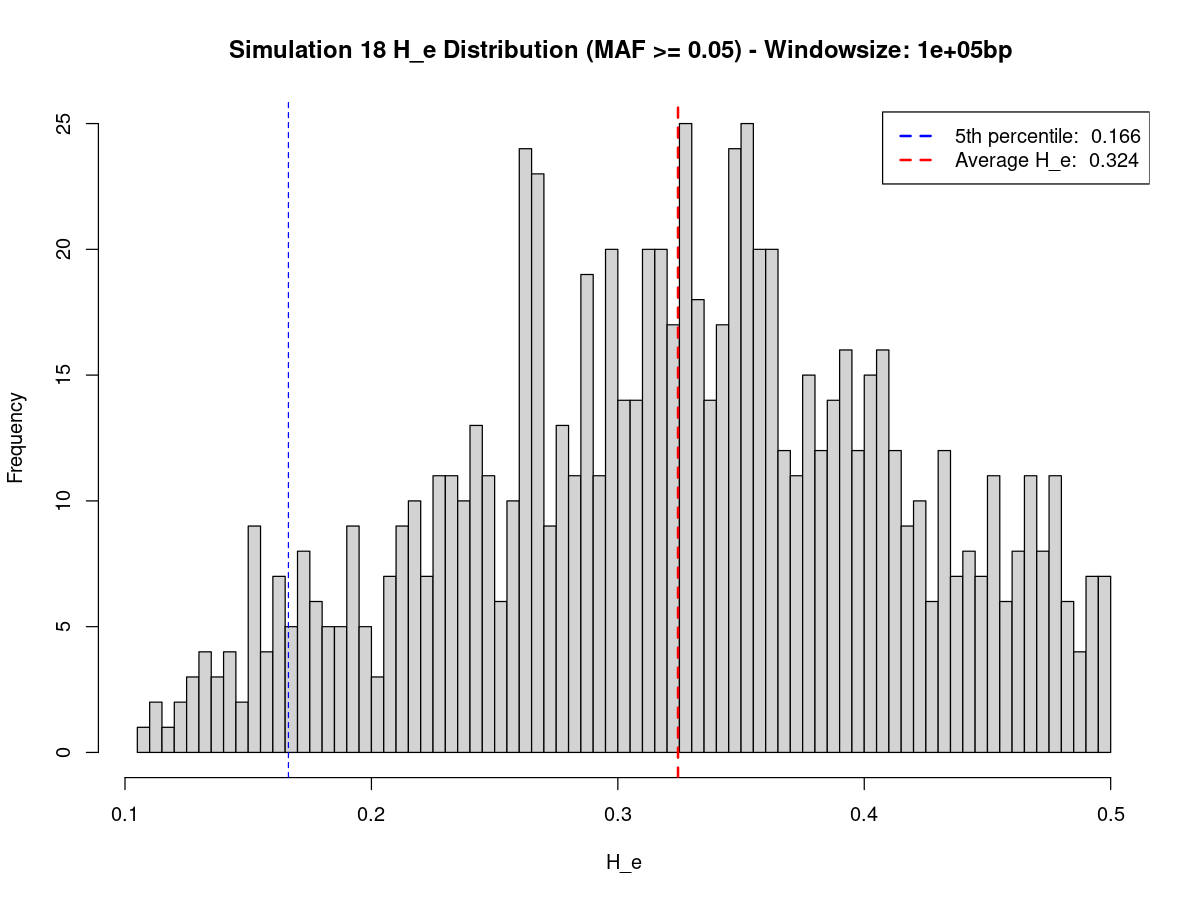 Simulation 18 H_e Distribution (MAF >= 0.05) - Windowsize: 1e+05bp
5th percentile: 0.166
Average H_e: 0.324
Frequency
25
20
15
10
5
0
0.1 0.2 0.3 0.4 0.5
H_e